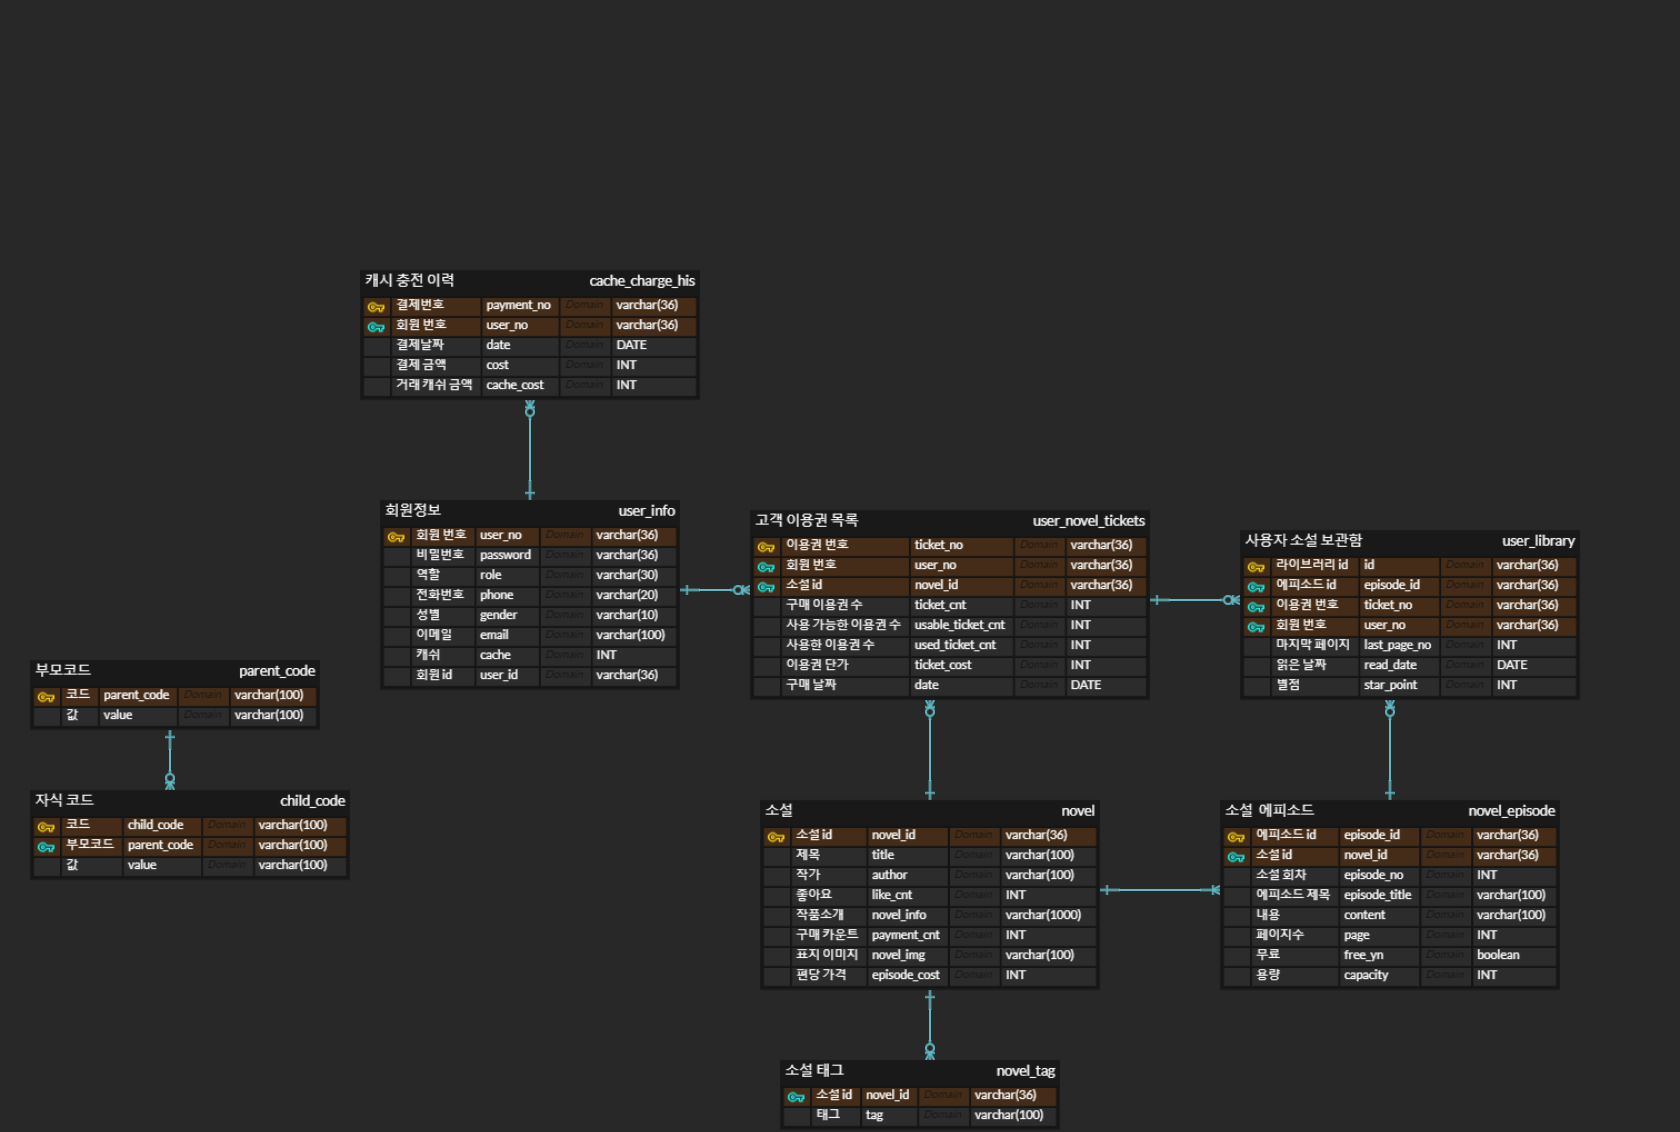 캐시 충전 이력 cache_charge_his
결제번호 payment_no Domain varchar(36)
회원 번호 user_no Domain varchar(36)
결제날짜 date Domain DATE
결제 금액 cost Domain INT
거래 캐쉬 금액 cache_cost Domain INT
회원정보 user_info
회원 번호 user_no Domain varchar(36)
비밀번호 password Domain varchar(36)
역할 role Domain varchar(30)
전화번호 phone Domain varchar(20)
성별 gender Domain varchar(10)
이메일 email Domain varchar(100)
캐쉬 cache Domain INT
회원 id user_id Domain varchar(36)
고객 이용권 목록 user_novel_tickets
이용권 번호 ticket_no Domain varchar(36)
회원 번호 user_no Domain varchar(36)
소설 id novel_id Domain varchar(36)
구매 이용권 수 ticket_cnt Domain INT
사용 가능한 이용권 수 usable_ticket_cnt Domain INT
사용한 이용권 수 used_ticket_cnt Domain INT
이용권 단가 ticket_cost Domain INT
구매 날짜 date Domain DATE
사용자 소설 보관함 user_library
라이브러리 id id Domain varchar(36)
에피소드 id episode_id Domain varchar(36)
이용권 번호 ticket_no Domain varchar(36)
회원 번호 user_no Domain varchar(36)
마지막 페이지 last_page_no Domain INT
읽은 날짜 read_date Domain DATE
별점 star_point Domain INT
부모코드 parent_code
코드 parent_code Domain varchar(100)
값 value Domain varchar(100)
자식 코드 child_code
코드 child_code Domain varchar(100)
부모코드 parent_code Domain varchar(100)
값 value Domain varchar(100)
소설 novel
소설 id novel_id Domain varchar(36)
제목 title Domain varchar(100)
작가 author Domain varchar(100)
좋아요 like_cnt Domain INT
작품소개 novel_info Domain varchar(1000)
구매 카운트 payment_cnt Domain INT
표지 이미지 novel_img Domain varchar(100)
편당 가격 episode_cost Domain INT
소설 에피소드 novel_episode
에피소드 id episode_id Domain varchar(36)
소설 id novel_id Domain varchar(36)
소설 회차 episode_no Domain INT
에피소드 제목 episode_title Domain varchar(100)
내용 content Domain varchar(100)
페이지수 page Domain INT
무료 free_yn Domain boolean
용량 capacity Domain INT
소설 태그 novel_tag
소설 id novel_id Domain varchar(36)
태그 tag Domain varchar(100)